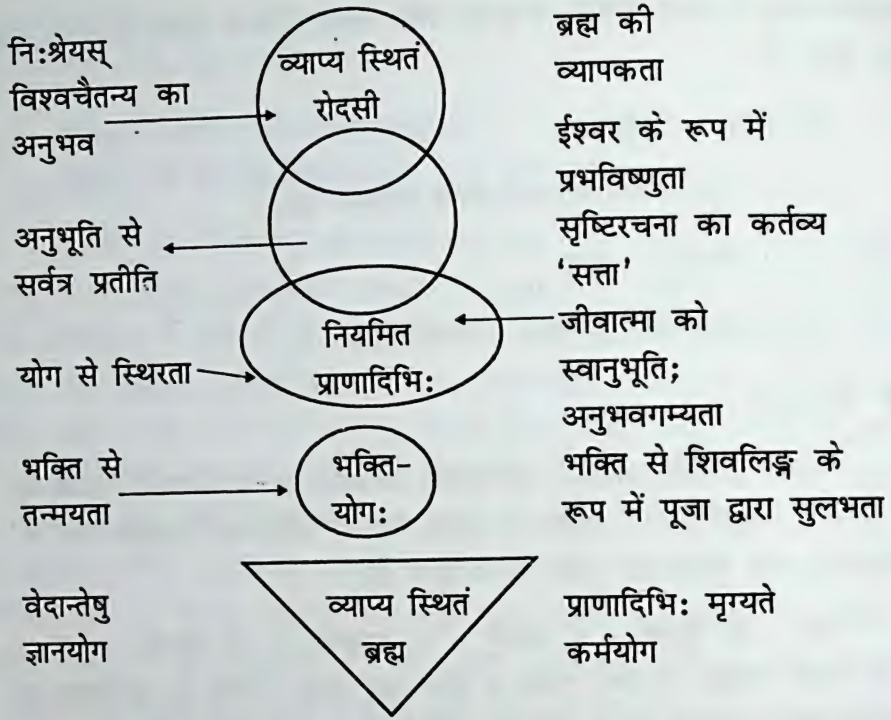 नि:श्रेयस्
विश्वचैतन्य का
अनुभव
व्याप्य स्थितं
रोदसी
ब्रह्म की
व्यापकता
ईश्वर के रूप में
प्रभविष्णुता
सृष्टिरचना का कर्तव्य
'सत्ता'
अनुभूति से
सर्वत्र प्रतीति
योग से स्थिरता
नियमित
प्राणादिभि:
जीवात्मा को
स्वानुभूति;
अनुभवगम्यता
भक्ति से
तन्मयता
भक्ति-
योग:
भक्ति से शिवलिङ्ग के
रूप में पूजा द्वारा सुलभता
वेदान्तेषु
ज्ञानयोग
व्याप्य स्थितं
ब्रह्म
प्राणादिभि: मृग्यते
कर्मयोग